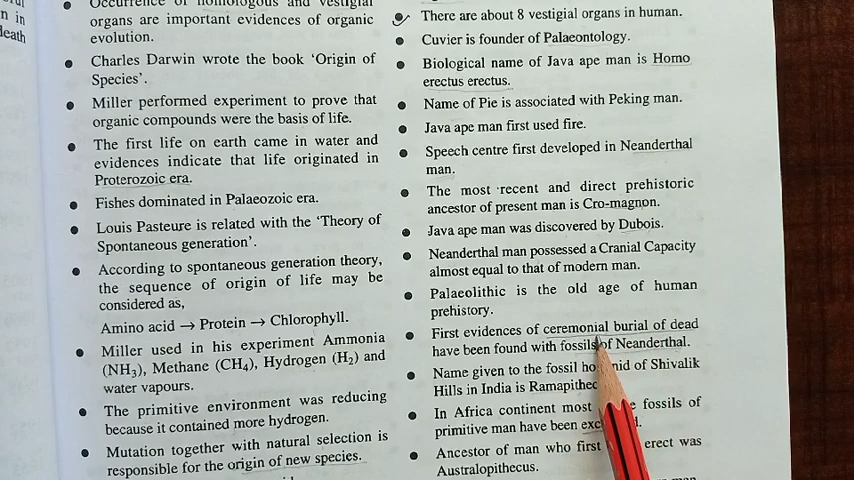 n in
death
Occurrence of homologous and vestigial
organs are important evidences of organic
evolution.
Charles Darwin wrote the book ‘Origin of
Species’.
Miller performed experiment to prove that
organic compounds were the basis of life.
The first life on earth came in water and
evidences indicate that life originated in
Proterozoic era.
Fishes dominated in Palaeozoic era.
Louis Pasteure is related with the ‘Theory of
Spontaneous generation’.
According to spontaneous generation theory,
the sequence of origin of life may be
considered as,
Amino acid → Protein → Chlorophyll.
Miller used in his experiment Ammonia
(NH₃), Methane (CH₄), Hydrogen (H₂) and
water vapours.
The primitive environment was reducing
because it contained more hydrogen.
Mutation together with natural selection is
responsible for the origin of new species.
There are about 8 vestigial organs in human.
Cuvier is founder of Palaeontology.
Biological name of Java ape man is Homo
erectus erectus.
Name of Pie is associated with Peking man.
Java ape man first used fire.
Speech centre first developed in Neanderthal
man.
The most recent and direct prehistoric
ancestor of present man is Cro-magnon.
Java ape man was discovered by Dubois.
Neanderthal man possessed a Cranial Capacity
almost equal to that of modern man.
Palaeolithic is the old age of human
prehistory.
First evidences of ceremonial burial of dead
have been found with fossils of Neanderthal.
Name given to the fossil of Shivalik
Hills in India is
In Africa continent most fossils of
primitive man have been
Ancestor of man who first erect was
Australopithecus.